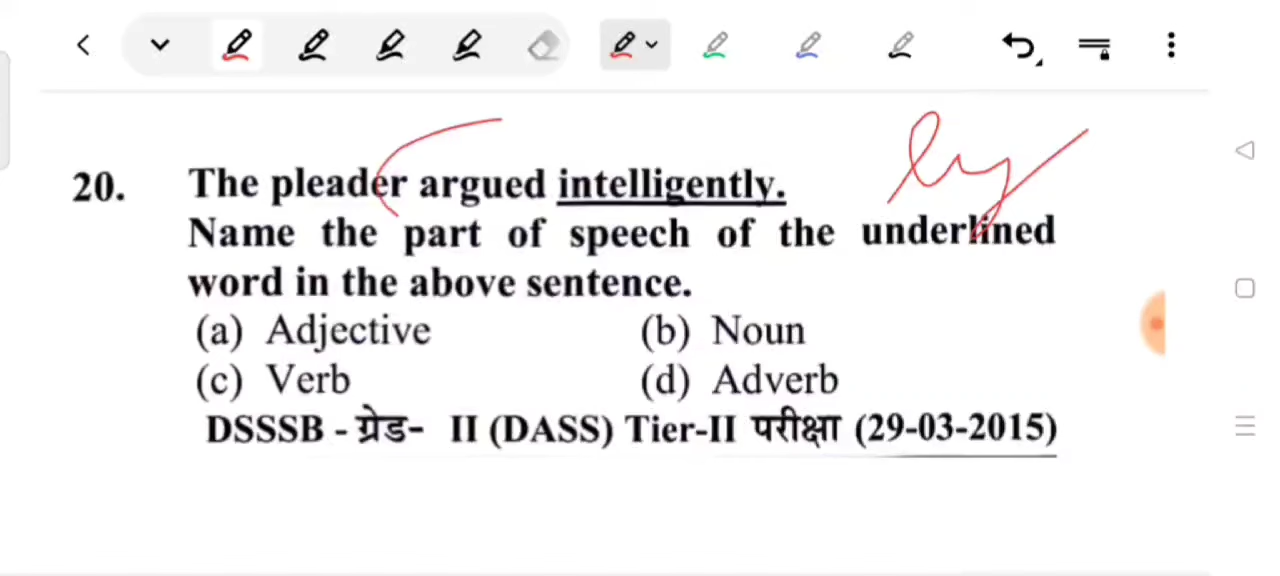 ly
20. The pleader argued intelligently.
Name the part of speech of the underlined
word in the above sentence.
(a) Adjective (b) Noun
(c) Verb (d) Adverb
DSSSB - ग्रेड- II (DASS) Tier-II परीक्षा (29-03-2015)